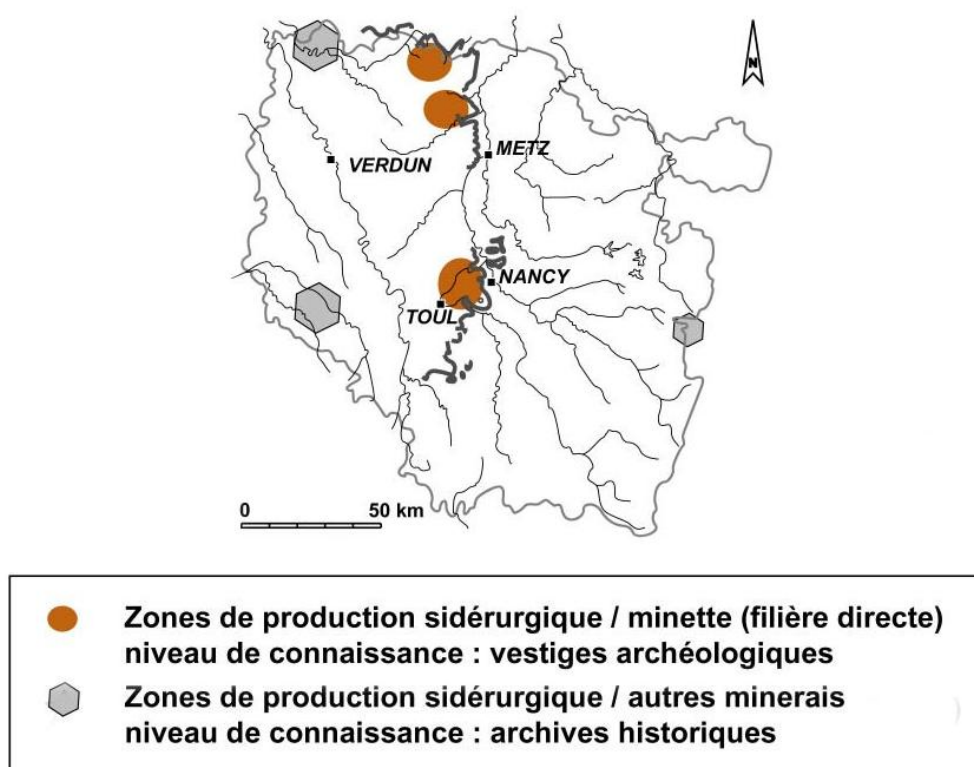 N
METZ
VERDUN
NANCY
TOUL
0 50 km
Zones de production sidérurgique / minette (filière directe)
niveau de connaissance : vestiges archéologiques
Zones de production sidérurgique / autres minerais
niveau de connaissance : archives historiques